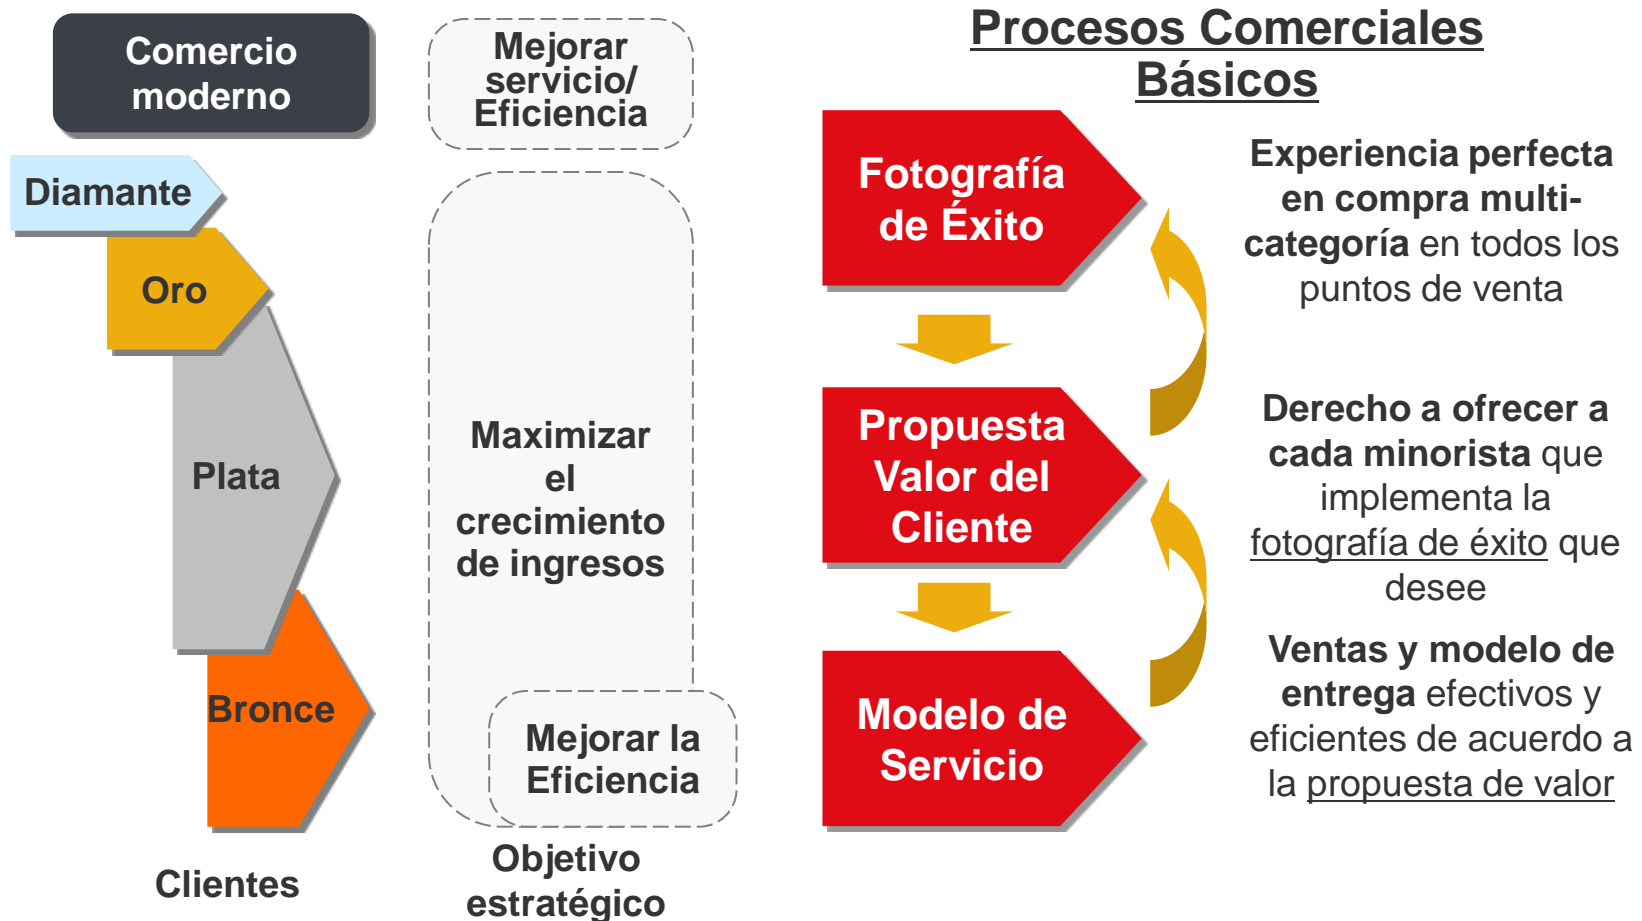 Comercio
moderno
Diamante
Oro
Plata
Bronce
Clientes
Mejorar
servicio/
Eficiencia
Maximizar
el
crecimiento
de ingresos
Mejorar la
Eficiencia
Objetivo
estratégico
Procesos Comerciales
Básicos
Fotografía
de Éxito
Experiencia perfecta
en compra multi-
categoría en todos los
puntos de venta
Propuesta
Valor del
Cliente
Derecho a ofrecer a
cada minorista que
implementa la
fotografía de éxito que
desee
Modelo de
Servicio
Ventas y modelo de
entrega efectivos y
eficientes de acuerdo a
la propuesta de valor